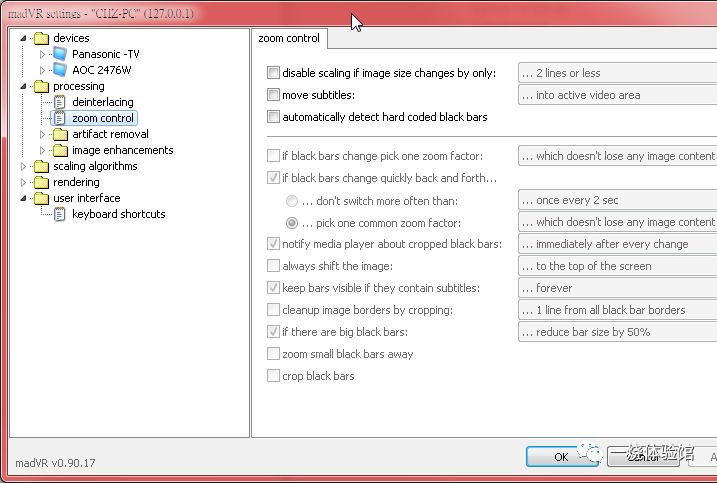 madVR settings - "CHZ-PC" (127.0.0.1)
devices
Panasonic -TV
AOC 2476W
processing
deinterlacing
zoom control
artifact removal
image enhancements
scaling algorithms
rendering
user interface
keyboard shortcuts
zoom control
disable scaling if image size changes by only: ... 2 lines or less
move subtitles: ... into active video area
automatically detect hard coded black bars
if black bars change pick one zoom factor: ... which doesn't lose any image content
if black bars change quickly back and forth...
... don't switch more often than: ... once every 2 sec
... pick one common zoom factor: ... which doesn't lose any image content
notify media player about cropped black bars: ... immediately after every change
always shift the image: ... to the top of the screen
keep bars visible if they contain subtitles: ... forever
cleanup image borders by cropping: ... 1 line from all black bar borders
if there are big black bars: ... reduce bar size by 50%
zoom small black bars away
crop black bars
madVR v0.90.17
OK Cancel
一烧体验馆